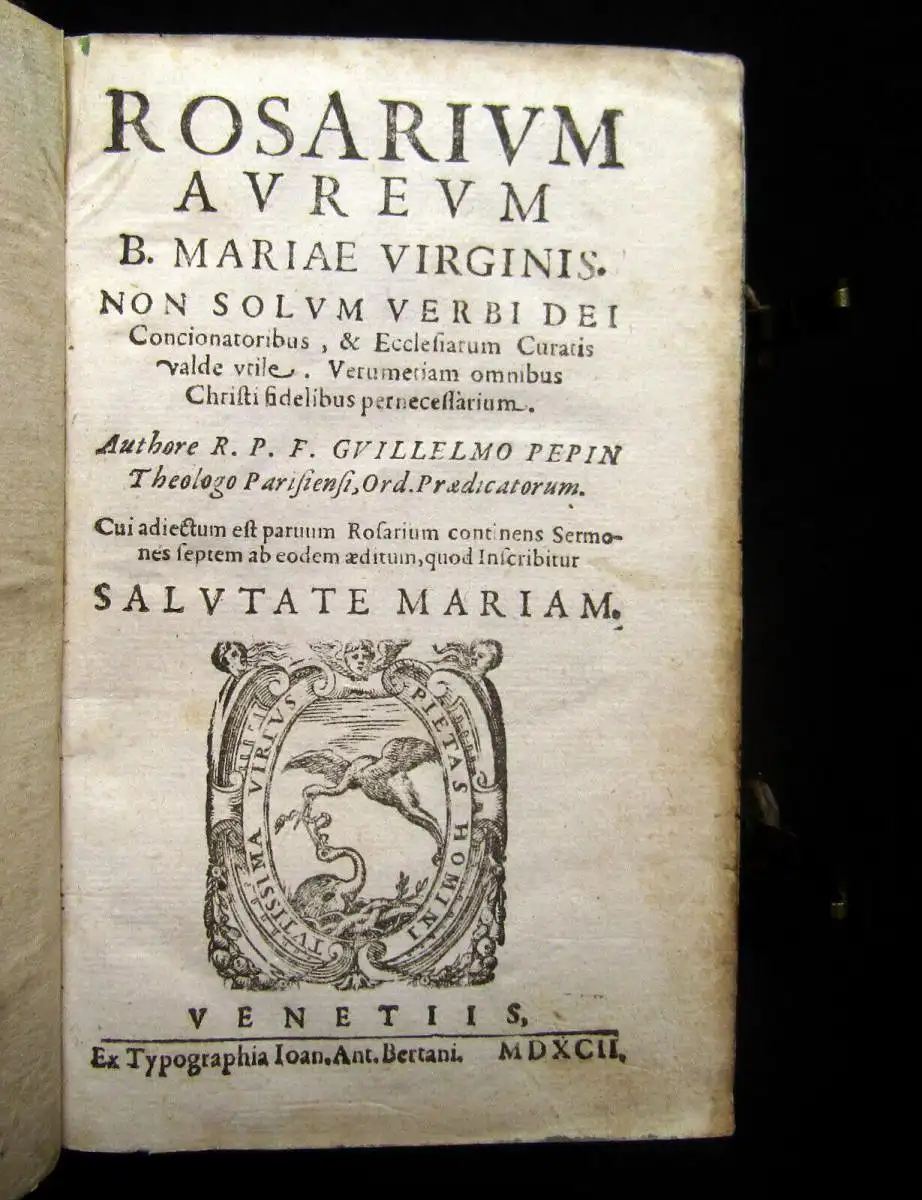 ROSARIVM
AVREVM
B. MARIAE VIRGINIS.
NON SOLVM VERBI DEI
Concionatoribus, & Eccleſiarum Curatis
valde vtile. Verumetiam omnibus
Chriſti fidelibus perneceſſarium.
Authore R. P. F. GVILLELMO PEPIN
Theologo Pariſienſi, Ord. Prædicatorum.
Cui adiectum eſt paruum Roſarium continens Sermo-
nes ſeptem ab eodem æditum, quod Inſcribitur
SALVTATE MARIAM.
PIETAS HOMINI
TVTISSIMA VIRTVS
VENETIIS,
Ex Typographia Ioan. Ant. Bertani. MDXCII.